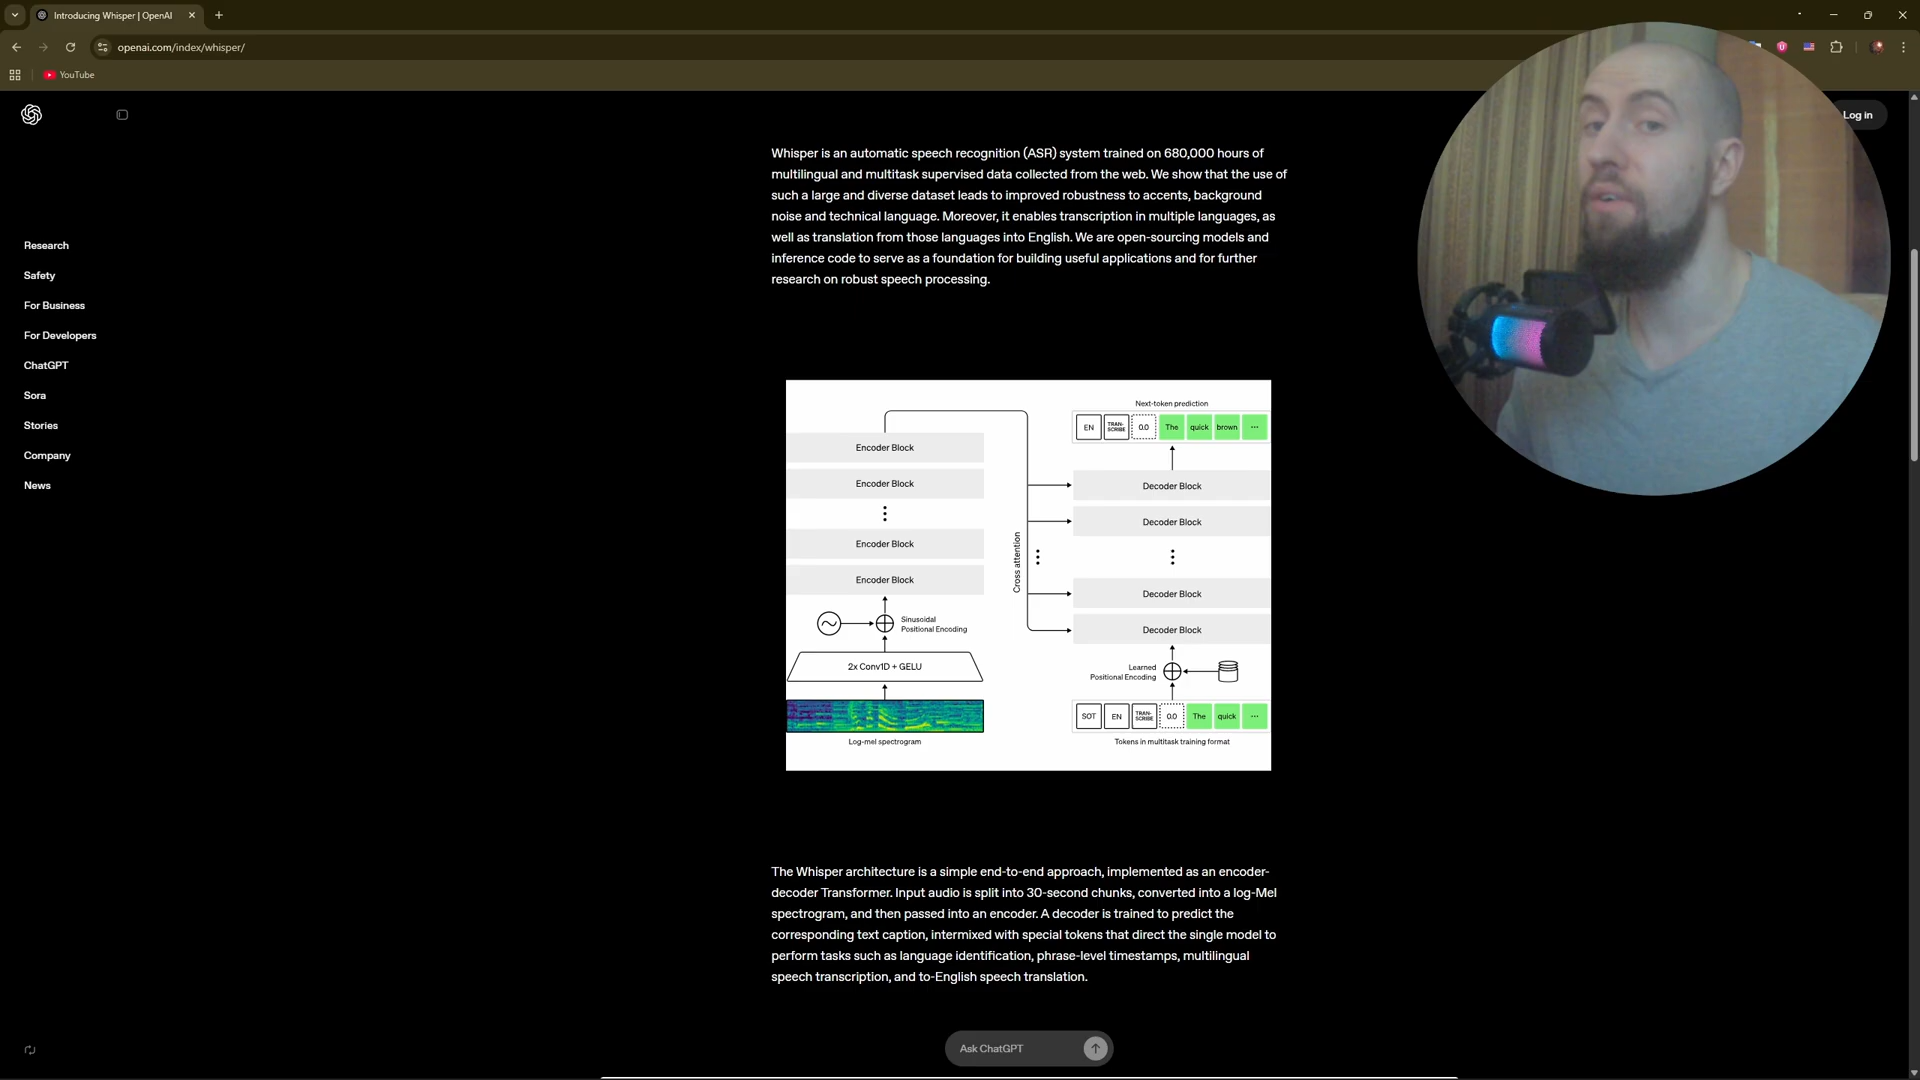 Introducing Whisper | OpenAI
openai.com/index/whisper/
YouTube
Log in
Research
Safety
For Business
For Developers
ChatGPT
Sora
Stories
Company
News
Whisper is an automatic speech recognition (ASR) system trained on 680,000 hours of
multilingual and multitask supervised data collected from the web. We show that the use of
such a large and diverse dataset leads to improved robustness to accents, background
noise and technical language. Moreover, it enables transcription in multiple languages, as
well as translation from those languages into English. We are open-sourcing models and
inference code to serve as a foundation for building useful applications and for further
research on robust speech processing.
Encoder Block
Encoder Block
Encoder Block
Encoder Block
Sinusoidal
Positional Encoding
2x Conv1D + GELU
Log-mel spectrogram
Cross attention
Next-token prediction
EN TRAN-SCRIBE 0.0 The quick brown ...
Decoder Block
Decoder Block
Decoder Block
Decoder Block
Learned
Positional Encoding
SOT EN TRAN-SCRIBE 0.0 The quick ...
Tokens in multitask training format
The Whisper architecture is a simple end-to-end approach, implemented as an encoder-
decoder Transformer. Input audio is split into 30-second chunks, converted into a log-Mel
spectrogram, and then passed into an encoder. A decoder is trained to predict the
corresponding text caption, intermixed with special tokens that direct the single model to
perform tasks such as language identification, phrase-level timestamps, multilingual
speech transcription, and to-English speech translation.
Ask ChatGPT